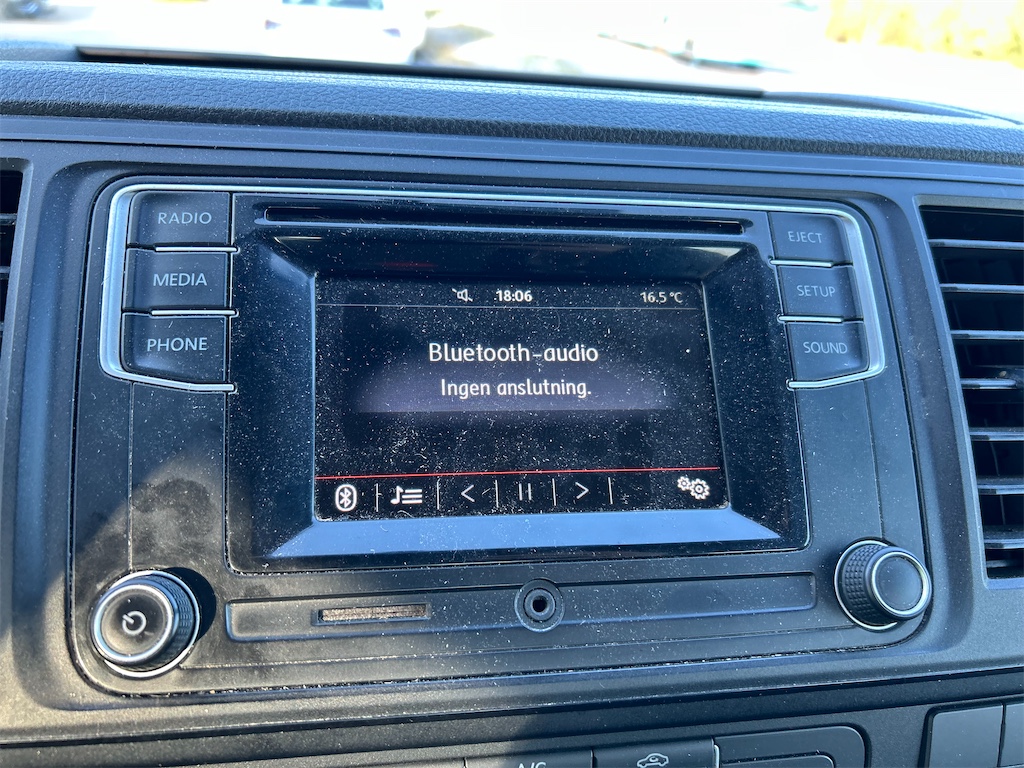 RADIO
MEDIA
PHONE
EJECT
SETUP
SOUND
18:06
16.5 °C
Bluetooth-audio
Ingen anslutning.
A/C